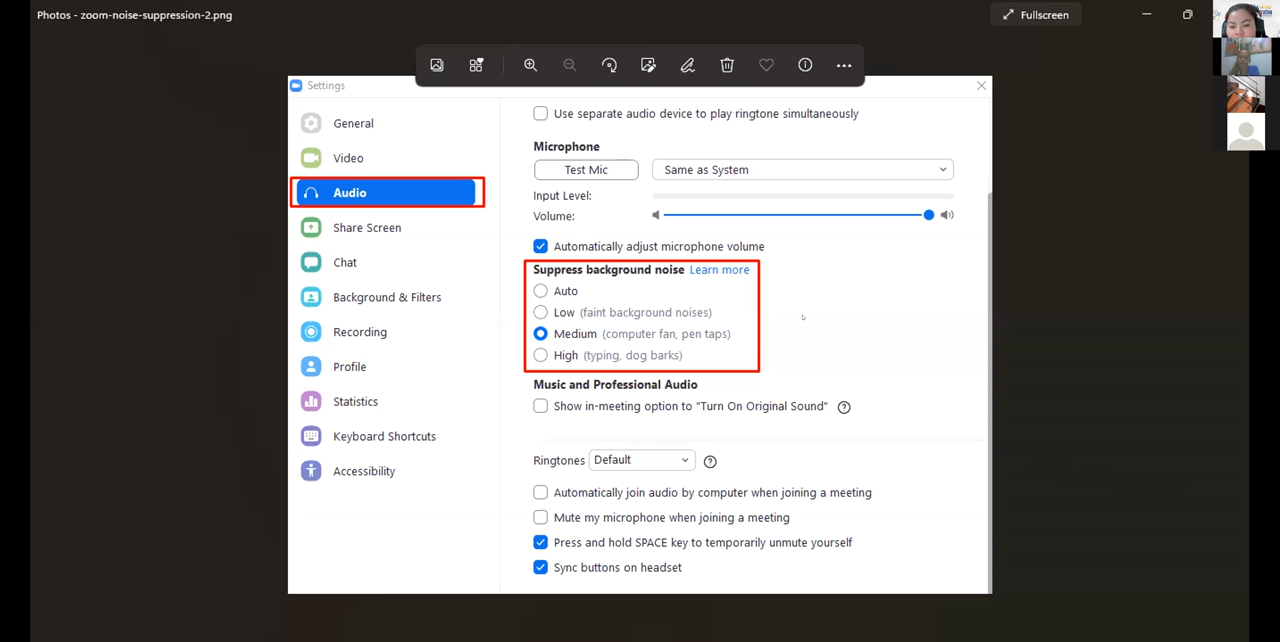 Photos - zoom-noise-suppression-2.png
Fullscreen
Settings
General
Video
Audio
Share Screen
Chat
Background & Filters
Recording
Profile
Statistics
Keyboard Shortcuts
Accessibility
Use separate audio device to play ringtone simultaneously
Microphone
Test Mic Same as System
Input Level:
Volume:
Automatically adjust microphone volume
Suppress background noise Learn more
Auto
Low (faint background noises)
Medium (computer fan, pen taps)
High (typing, dog barks)
Music and Professional Audio
Show in-meeting option to "Turn On Original Sound" ?
Ringtones Default ?
Automatically join audio by computer when joining a meeting
Mute my microphone when joining a meeting
Press and hold SPACE key to temporarily unmute yourself
Sync buttons on headset